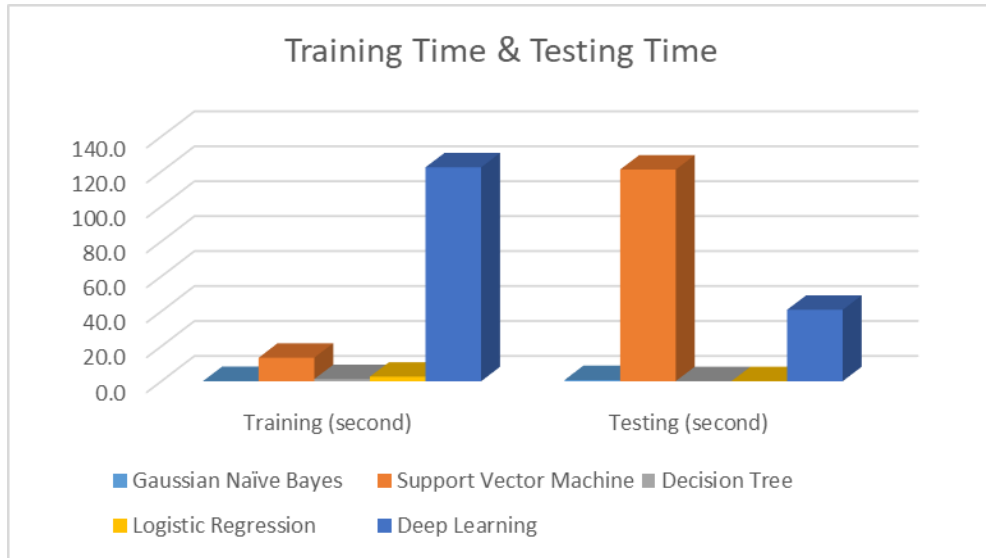 Training Time & Testing Time
140.0
120.0
100.0
80.0
60.0
40.0
20.0
0.0
Training (second) Testing (second)
Gaussian Naïve Bayes Support Vector Machine Decision Tree
Logistic Regression Deep Learning